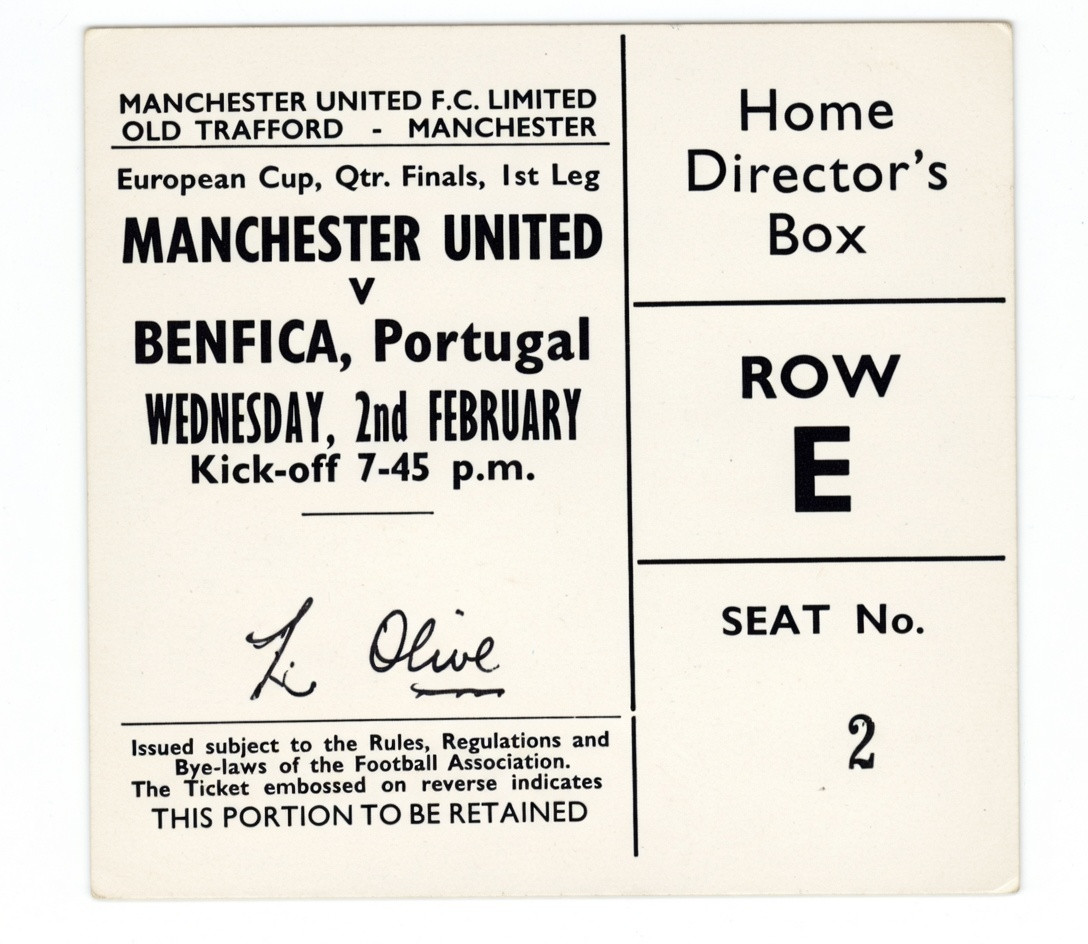 MANCHESTER UNITED F.C. LIMITED
OLD TRAFFORD - MANCHESTER
European Cup, Qtr. Finals, 1st Leg
MANCHESTER UNITED
v
BENFICA, Portugal
WEDNESDAY, 2nd FEBRUARY
Kick-off 7-45 p.m.
L. Olive
Issued subject to the Rules, Regulations and
Bye-laws of the Football Association.
The Ticket embossed on reverse indicates
THIS PORTION TO BE RETAINED
Home
Director's
Box
ROW
E
SEAT No.
2